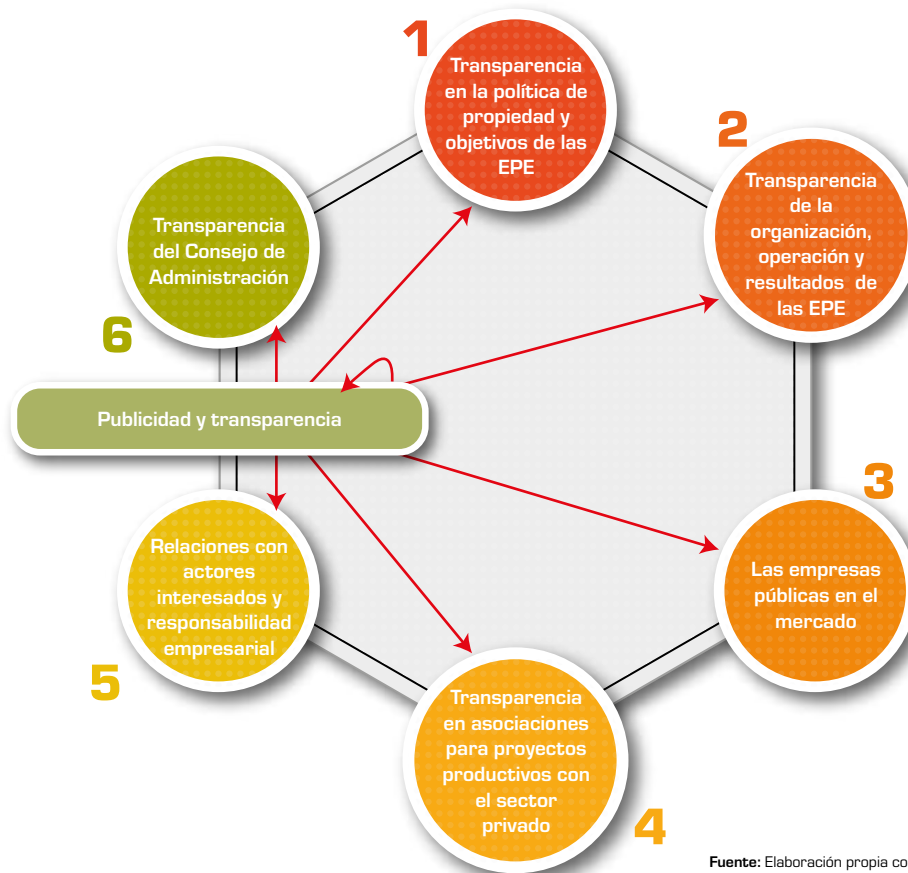 1
Transparencia
en la política de
propiedad y
objetivos de las
EPE
2
Transparencia
de la
organización,
operación y
resultados de
las EPE
3
Las empresas
públicas en el
mercado
4
Transparencia
en asociaciones
para proyectos
productivos con
el sector
privado
5
Relaciones con
actores
interesados y
responsabilidad
empresarial
6
Transparencia
del Consejo de
Administración
Publicidad y transparencia
Fuente: Elaboración propia co